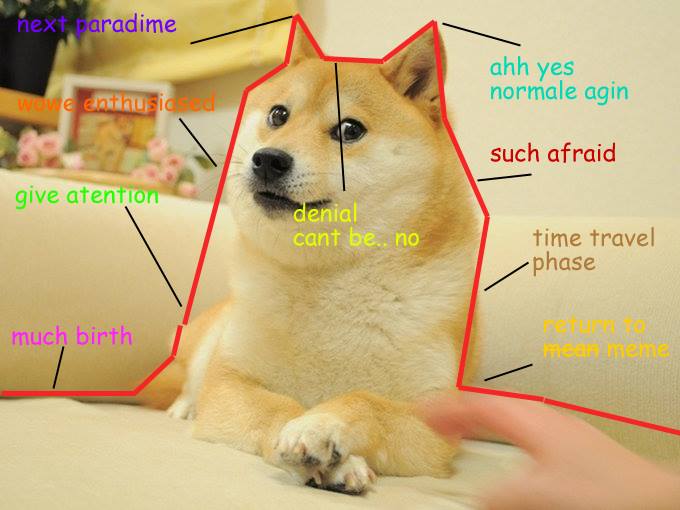 next paradime
wowe enthusiased
give atention
much birth
denial
cant be.. no
ahh yes
normale agin
such afraid
time travel
phase
return to
mean meme